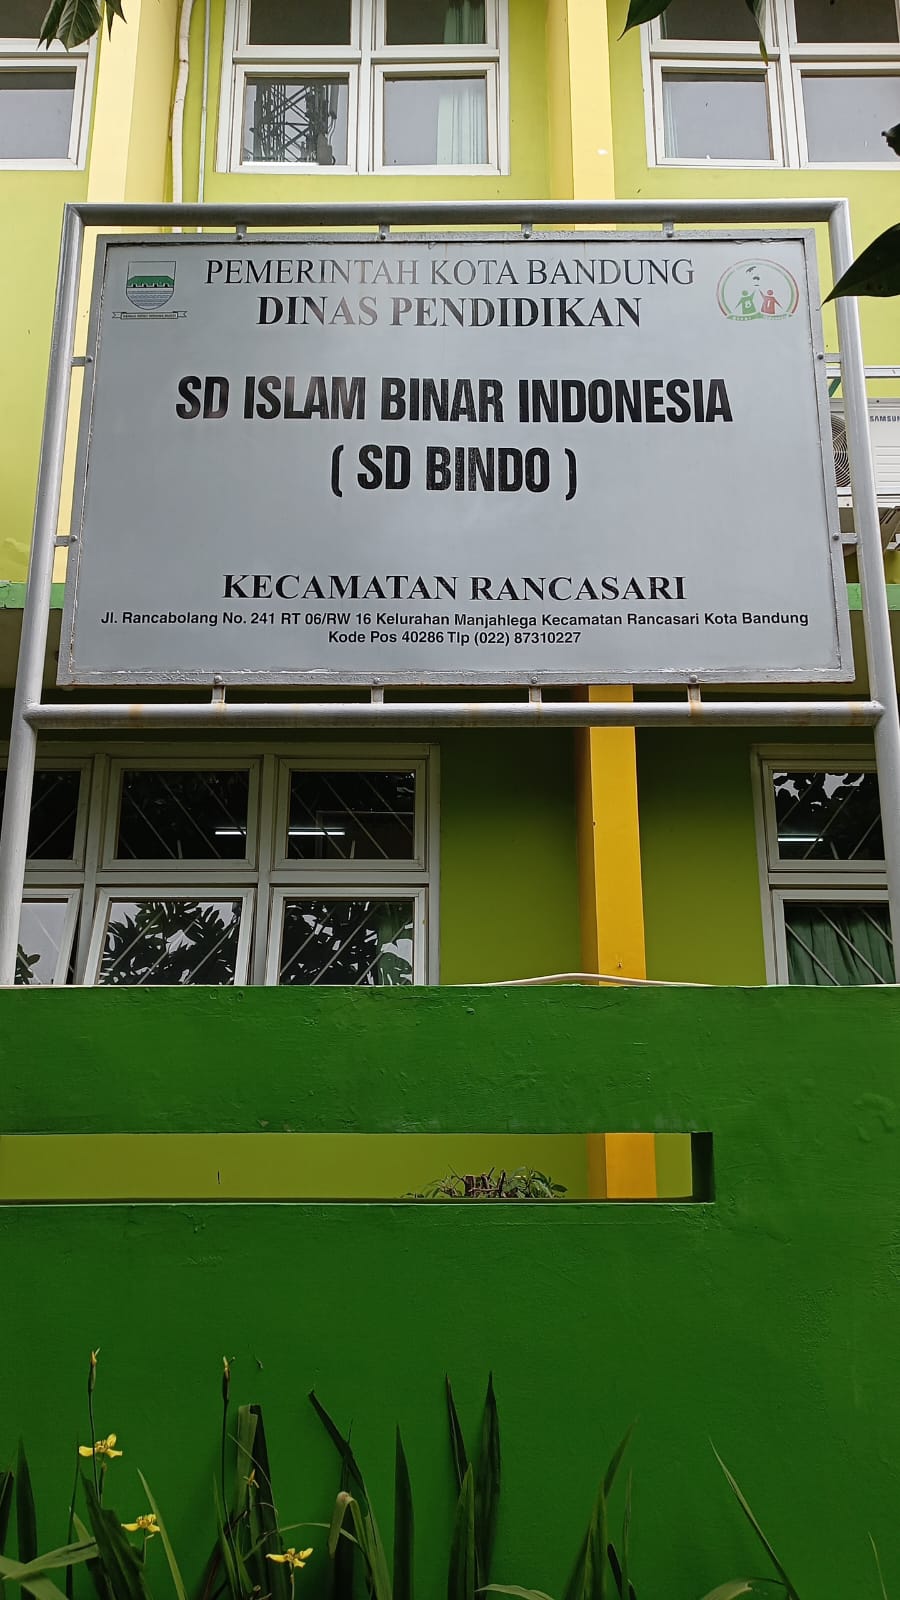 PEMERINTAH KOTA BANDUNG
DINAS PENDIDIKAN
SD ISLAM BINAR INDONESIA
( SD BINDO )
KECAMATAN RANCASARI
Jl. Rancabolang No. 241 RT 06/RW 16 Kelurahan Manjahlega Kecamatan Rancasari Kota Bandung
Kode Pos 40286 Tlp (022) 87310227
SAMSUN